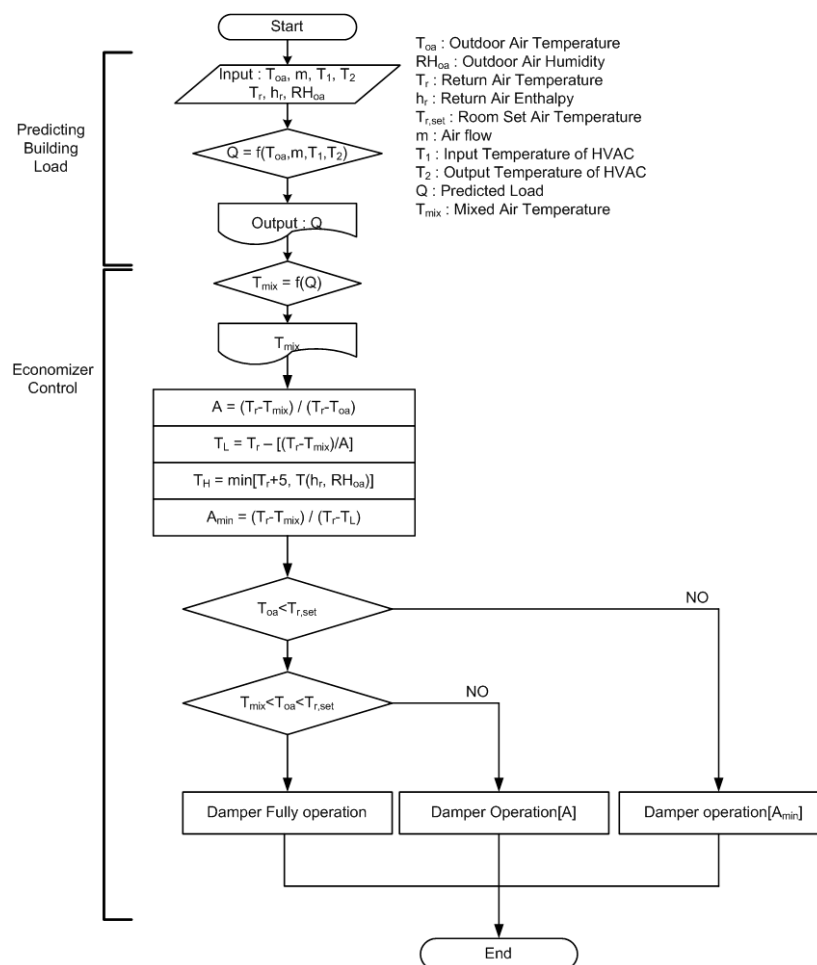 Start
Input : Toa, m, T1, T2
Tr, hr, RHoa
Q = f(Toa,m,T1,T2)
Output : Q
Predicting
Building
Load
Toa : Outdoor Air Temperature
RHoa : Outdoor Air Humidity
Tr : Return Air Temperature
hr : Return Air Enthalpy
Tr,set : Room Set Air Temperature
m : Air flow
T1 : Input Temperature of HVAC
T2 : Output Temperature of HVAC
Q : Predicted Load
Tmix : Mixed Air Temperature
Tmix = f(Q)
Tmix
Economizer
Control
A = (Tr-Tmix) / (Tr-Toa)
TL = Tr – [(Tr-Tmix)/A]
TH = min[Tr+5, T(hr, RHoa)]
Amin = (Tr-Tmix) / (Tr-TL)
Toa<Tr,set
NO
Tmix<Toa<Tr,set
NO
Damper Fully operation
Damper Operation[A]
Damper operation[Amin]
End